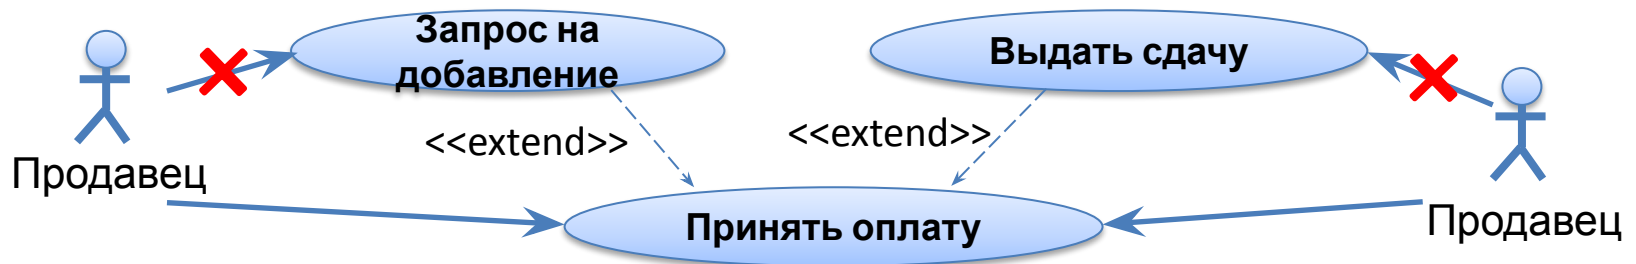 Запрос на
добавление
Выдать сдачу
<<extend>>
<<extend>>
Продавец
Продавец
Принять оплату